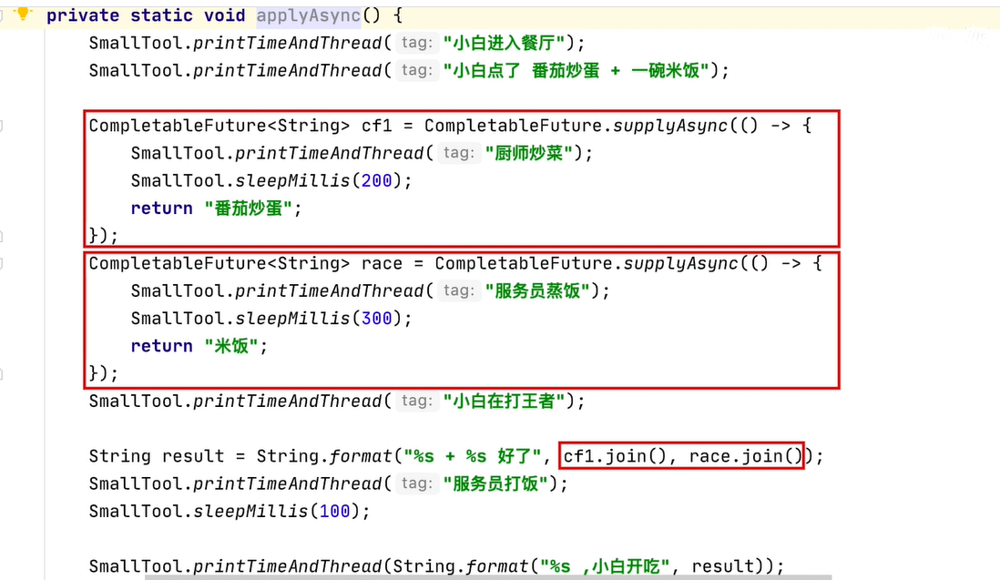 private static void applyAsync() {
SmallTool.printTimeAndThread( tag: "小白进入餐厅");
SmallTool.printTimeAndThread( tag: "小白点了 番茄炒蛋 + 一碗米饭");
CompletableFuture<String> cf1 = CompletableFuture.supplyAsync(() -> {
SmallTool.printTimeAndThread( tag: "厨师炒菜");
SmallTool.sleepMillis(200);
return "番茄炒蛋";
});
CompletableFuture<String> race = CompletableFuture.supplyAsync(() -> {
SmallTool.printTimeAndThread( tag: "服务员蒸饭");
SmallTool.sleepMillis(300);
return "米饭";
});
SmallTool.printTimeAndThread( tag: "小白在打王者");
String result = String.format("%s + %s 好了", cf1.join(), race.join());
SmallTool.printTimeAndThread( tag: "服务员打饭");
SmallTool.sleepMillis(100);
SmallTool.printTimeAndThread(String.format("%s ,小白开吃", result));